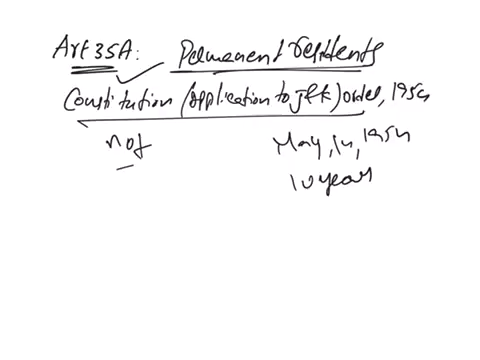 Art 35A: Permanent residents
Constitution (application to J&K) order, 1954
not
May, 14, 1954
10 years